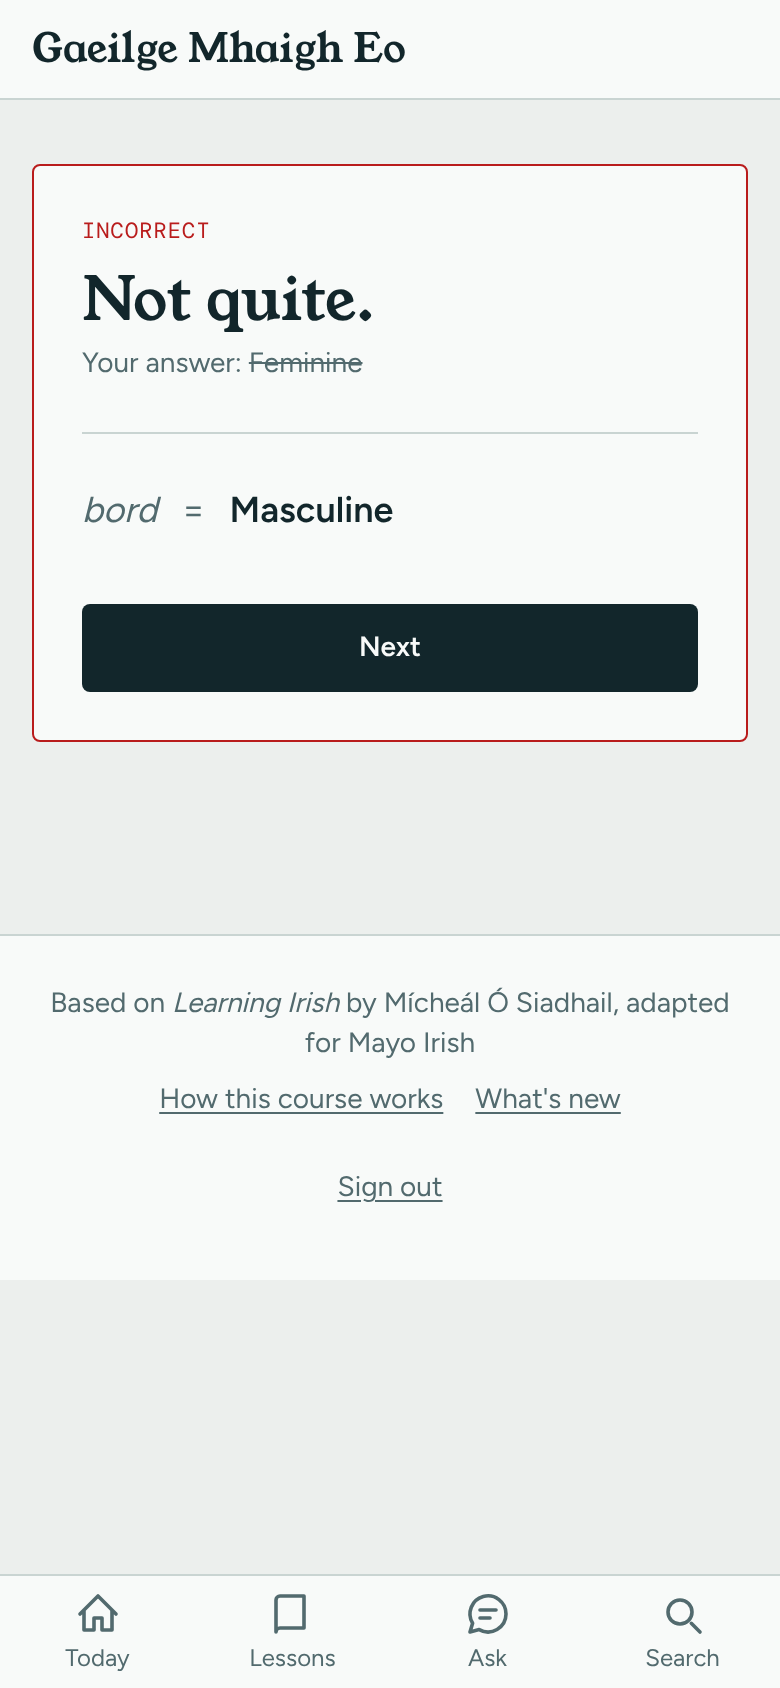 Gaeilge Mhaigh Eo
INCORRECT
Not quite.
Your answer: Feminine
bord = Masculine
Next
Based on Learning Irish by Mícheál Ó Siadhail, adapted
for Mayo Irish
How this course works What's new
Sign out
Today Lessons Ask Search